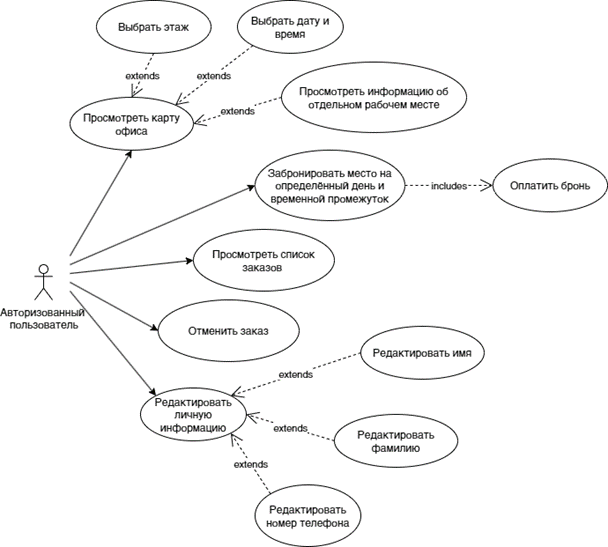 Выбрать этаж
Выбрать дату и
время
extends
extends
Просмотреть информацию об
отдельном рабочем месте
extends
Просмотреть карту
офиса
Забронировать место на
определённый день и
временной промежуток
includes
Оплатить бронь
Просмотреть список
заказов
Авторизованный
пользователь
Отменить заказ
Редактировать имя
extends
Редактировать
личную
информацию
extends
Редактировать
фамилию
extends
Редактировать
номер телефона